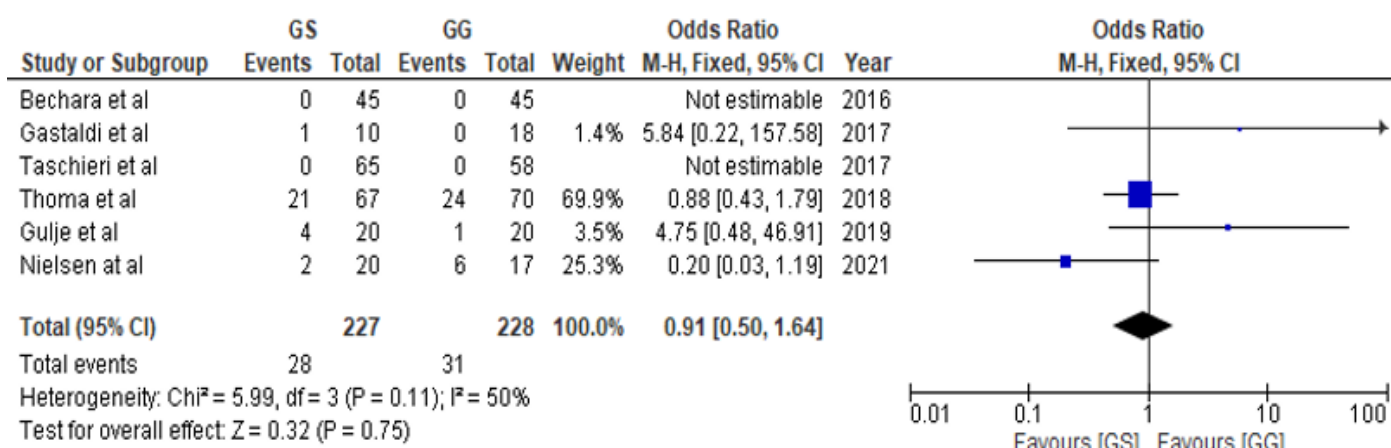 GS GG Odds Ratio Odds Ratio
Study or Subgroup Events Total Events Total Weight M-H, Fixed, 95% CI Year M-H, Fixed, 95% CI
Bechara et al 0 45 0 45 Not estimable 2016
Gastaldi et al 1 10 0 18 1.4% 5.84 [0.22, 157.58] 2017
Taschieri et al 0 65 0 58 Not estimable 2017
Thoma et al 21 67 24 70 69.9% 0.88 [0.43, 1.79] 2018
Gulje et al 4 20 1 20 3.5% 4.75 [0.48, 46.91] 2019
Nielsen at al 2 20 6 17 25.3% 0.20 [0.03, 1.19] 2021
Total (95% CI) 227 228 100.0% 0.91 [0.50, 1.64]
Total events 28 31
Heterogeneity: Chi² = 5.99, df = 3 (P = 0.11); I² = 50%
Test for overall effect: Z = 0.32 (P = 0.75)
0.01 0.1 1 10 100
Favours [GS] Favours [GG]